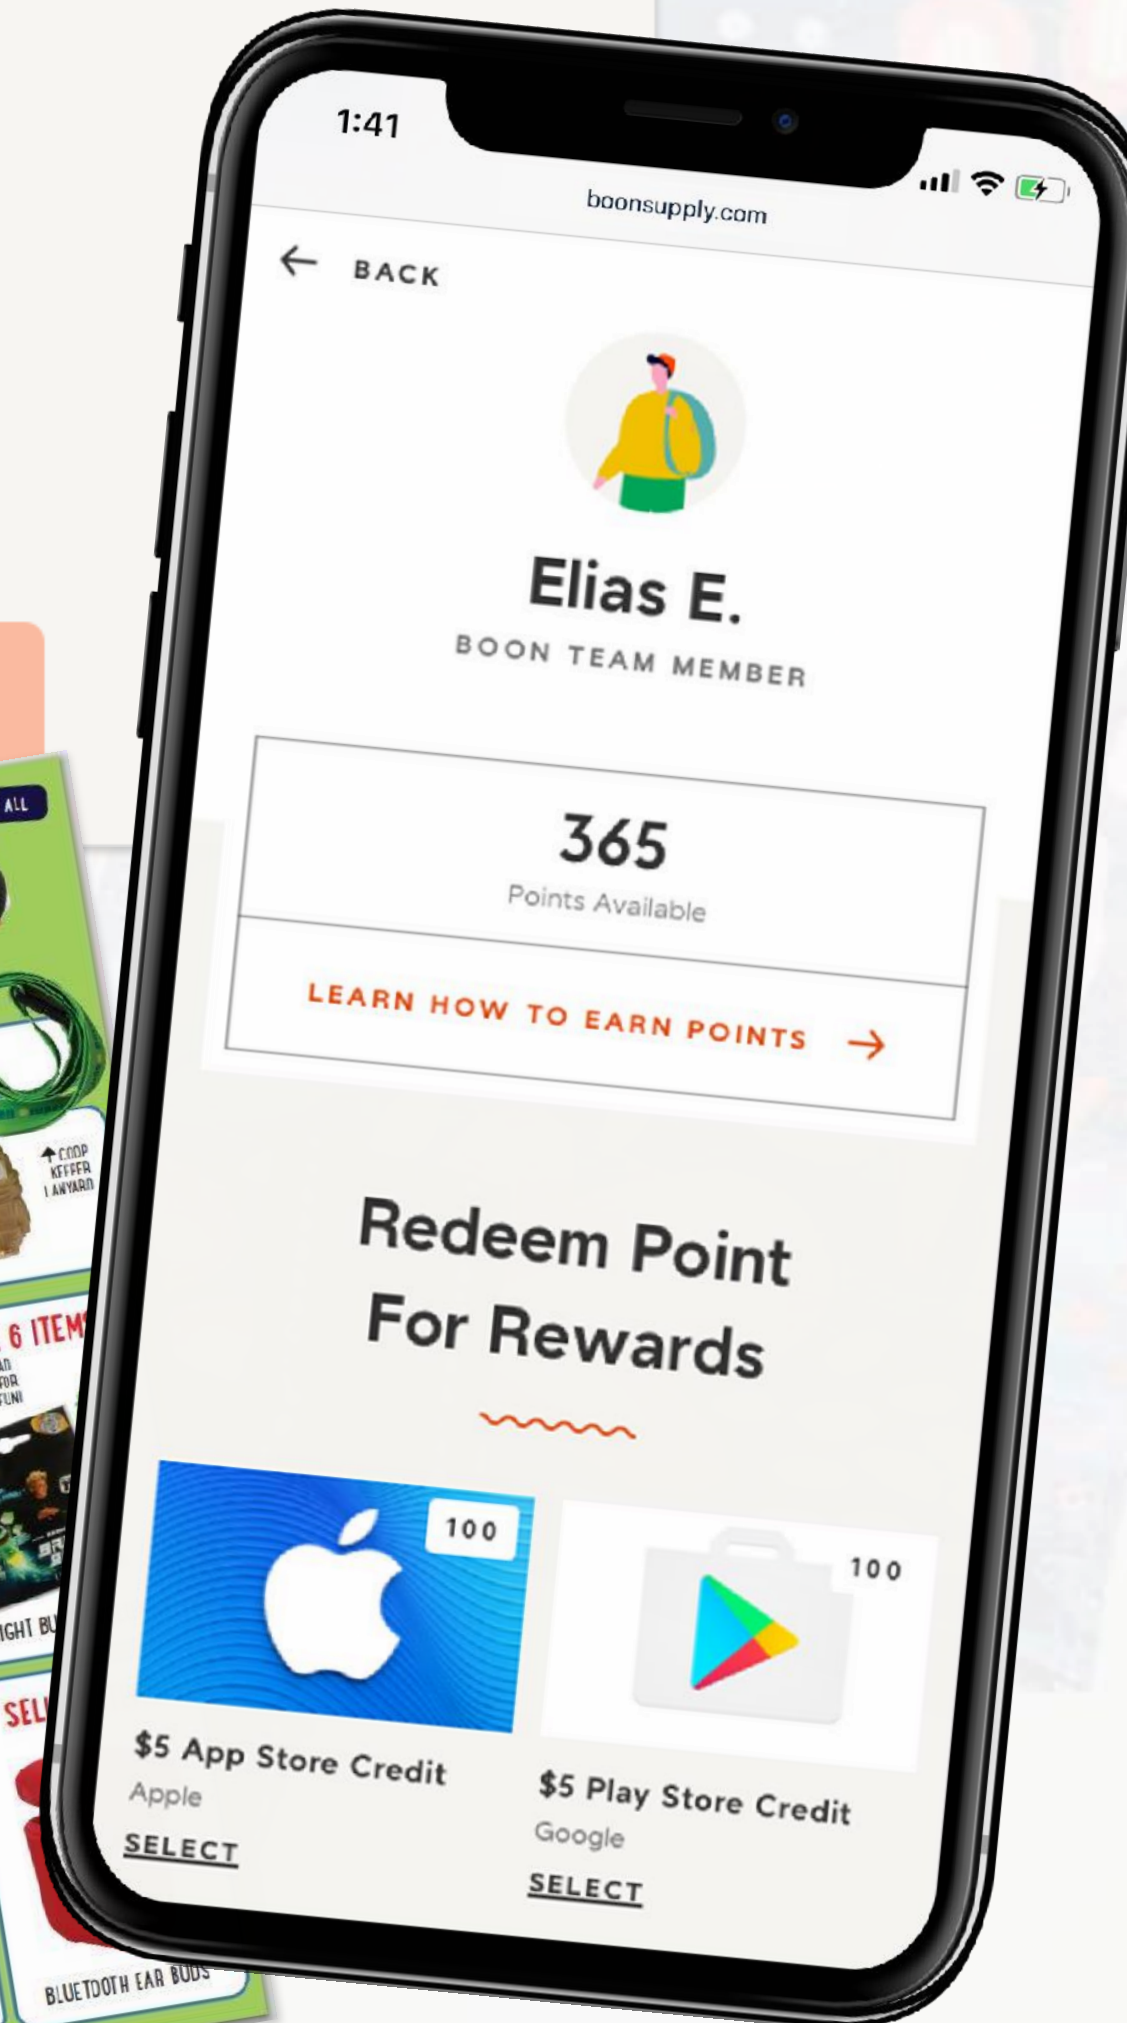 1:41
boonsupply.com
BACK
Elias E.
BOON TEAM MEMBER
365
Points Available
LEARN HOW TO EARN POINTS
Redeem Point
For Rewards
100
$5 App Store Credit
Apple
SELECT
100
$5 Play Store Credit
Google
SELECT
ALL
LANYARD
6 ITEM
FOR
FUN!
BLUETOOTH EAR BUDS